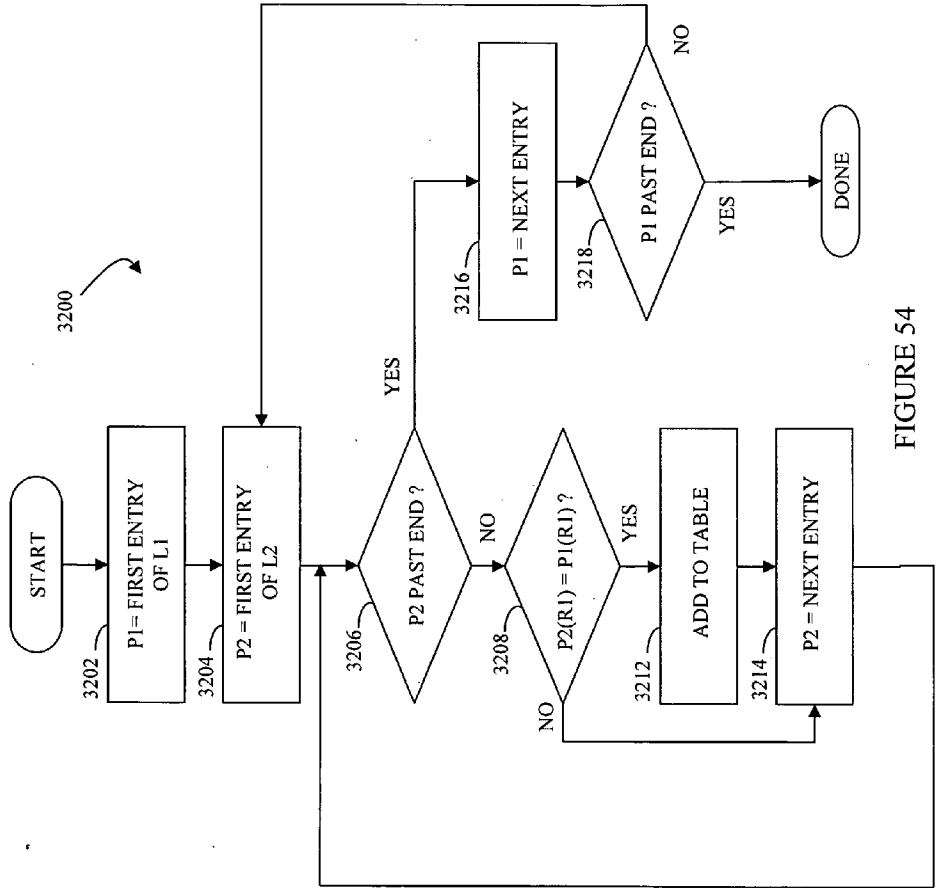 3200
START
3202
P1= FIRST ENTRY
OF L1
3204
P2 = FIRST ENTRY
OF L2
3206
P2 PAST END ?
YES
NO
3208
P2(R1) = P1(R1) ?
NO
YES
3212
ADD TO TABLE
3214
P2 = NEXT ENTRY
3216
P1 = NEXT ENTRY
3218
P1 PAST END ?
NO
YES
DONE
FIGURE 54